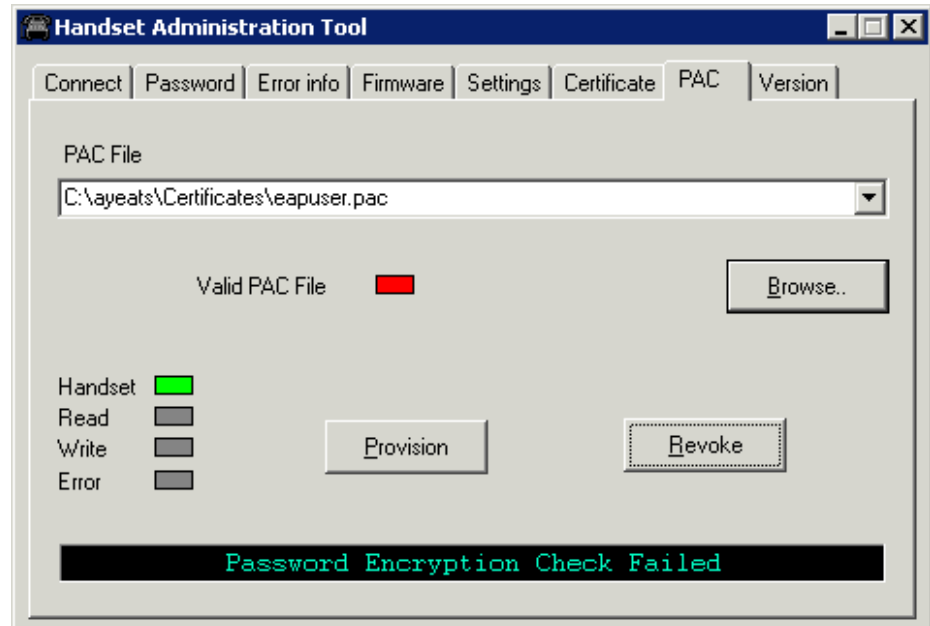 Handset Administration Tool
Connect Password Error info Firmware Settings Certificate PAC Version
PAC File
C:\ayeats\Certificates\eapuser.pac
Valid PAC File
Browse..
Handset
Read
Write
Error
Provision
Revoke
Password Encryption Check Failed